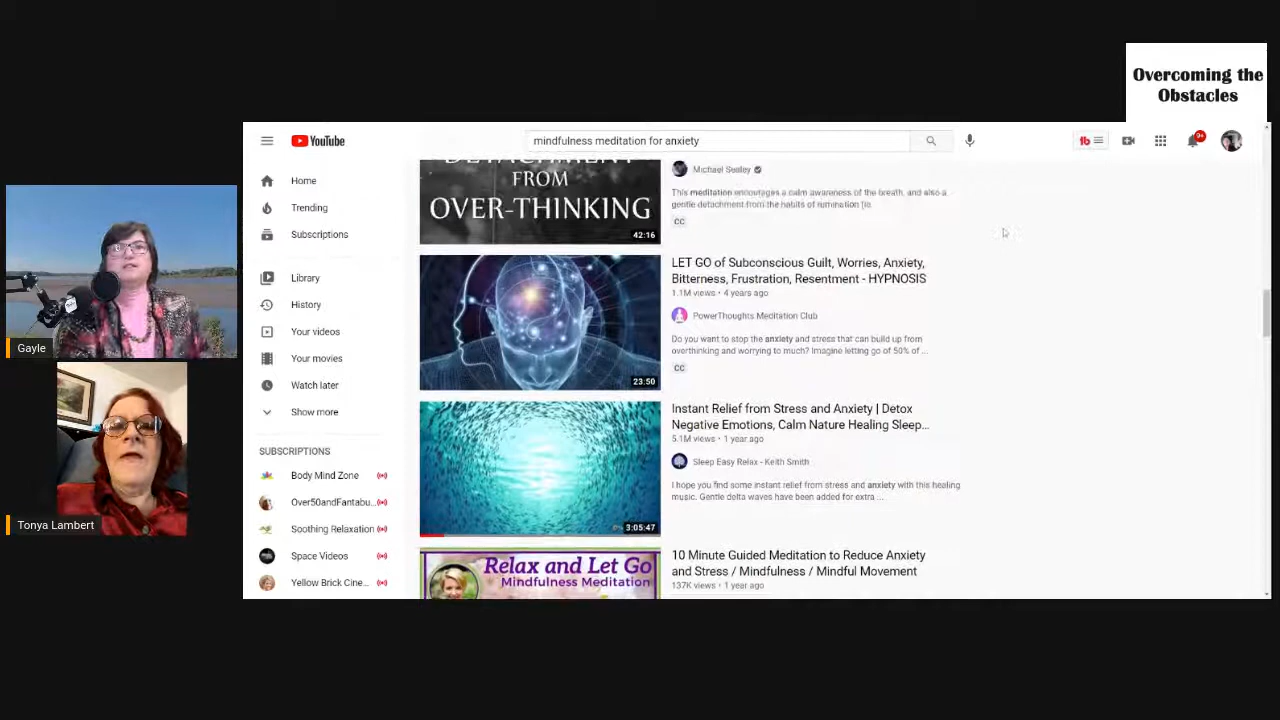 Overcoming the
Obstacles
YouTube
mindfulness meditation for anxiety
9+
Home
Trending
Subscriptions
Library
History
Your videos
Your movies
Watch later
Show more
SUBSCRIPTIONS
Body Mind Zone
Over50andFantabu...
Soothing Relaxation
Space Videos
Yellow Brick Cine...
DETACHMENT
FROM
OVER-THINKING
42:16
Michael Sealey
This meditation encourages a calm awareness of the breath, and also a
gentle detachment from the habits of rumination (ie.
CC
23:50
LET GO of Subconscious Guilt, Worries, Anxiety,
Bitterness, Frustration, Resentment - HYPNOSIS
1.1M views • 4 years ago
PowerThoughts Meditation Club
Do you want to stop the anxiety and stress that can build up from
overthinking and worrying to much? Imagine letting go of 50% of ...
CC
3:05:47
Instant Relief from Stress and Anxiety | Detox
Negative Emotions, Calm Nature Healing Sleep...
5.1M views • 1 year ago
Sleep Easy Relax - Keith Smith
I hope you find some instant relief from stress and anxiety with this healing
music. Gentle delta waves have been added for extra ...
Relax and Let Go
Mindfulness Meditation
10 Minute Guided Meditation to Reduce Anxiety
and Stress / Mindfulness / Mindful Movement
137K views • 1 year ago
Gayle
Tonya Lambert